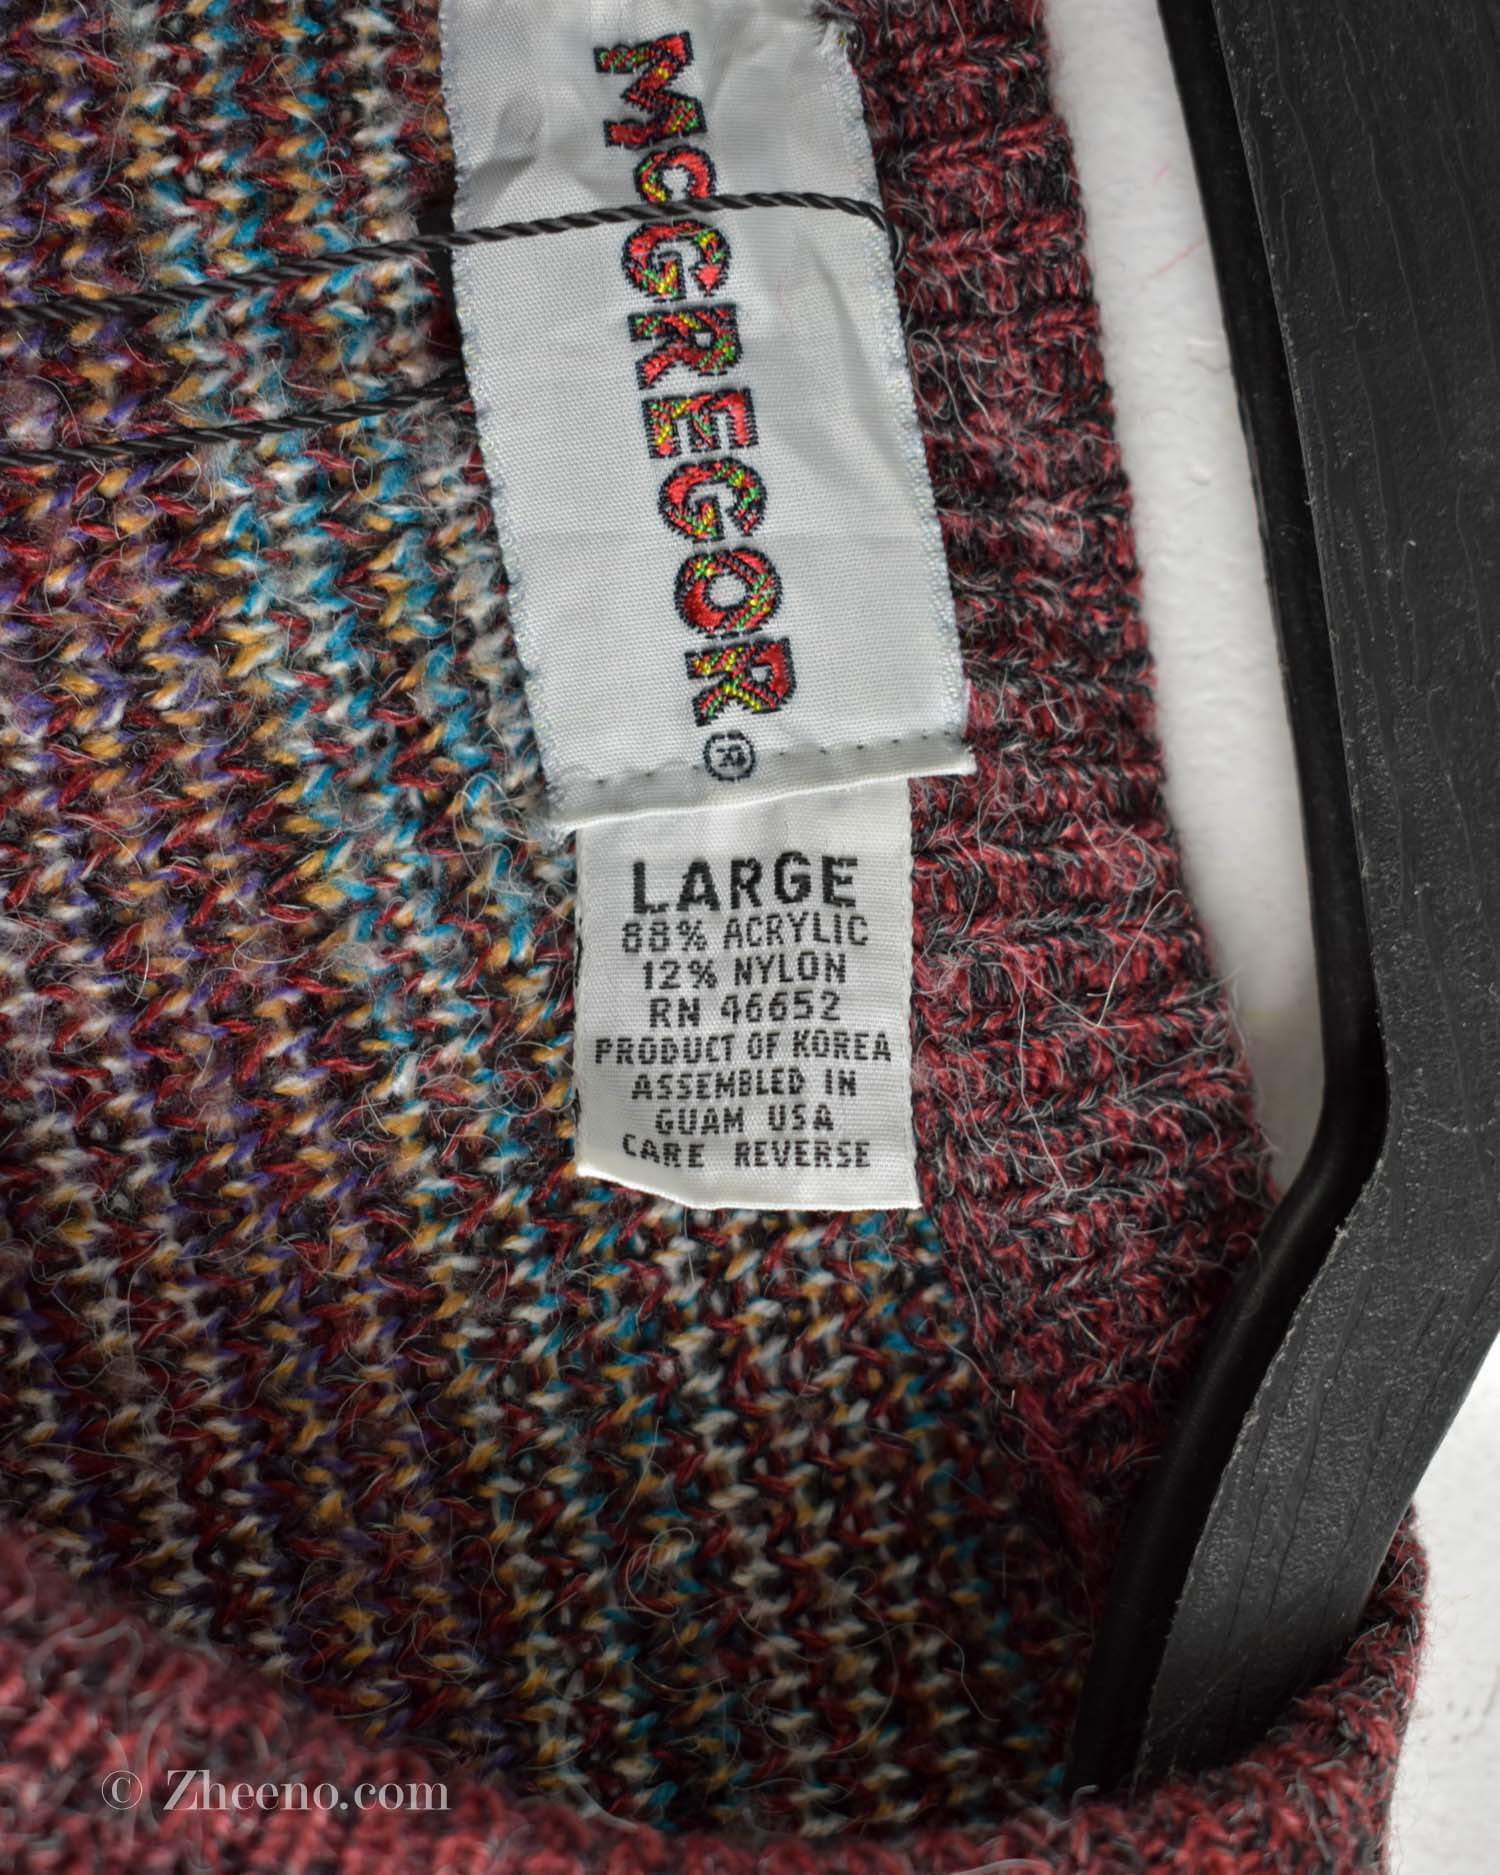 MCGREGOR
®
LARGE
88% ACRYLIC
12% NYLON
RN 46652
PRODUCT OF KOREA
ASSEMBLED IN
GUAM USA
CARE REVERSE
© Zheeno.com